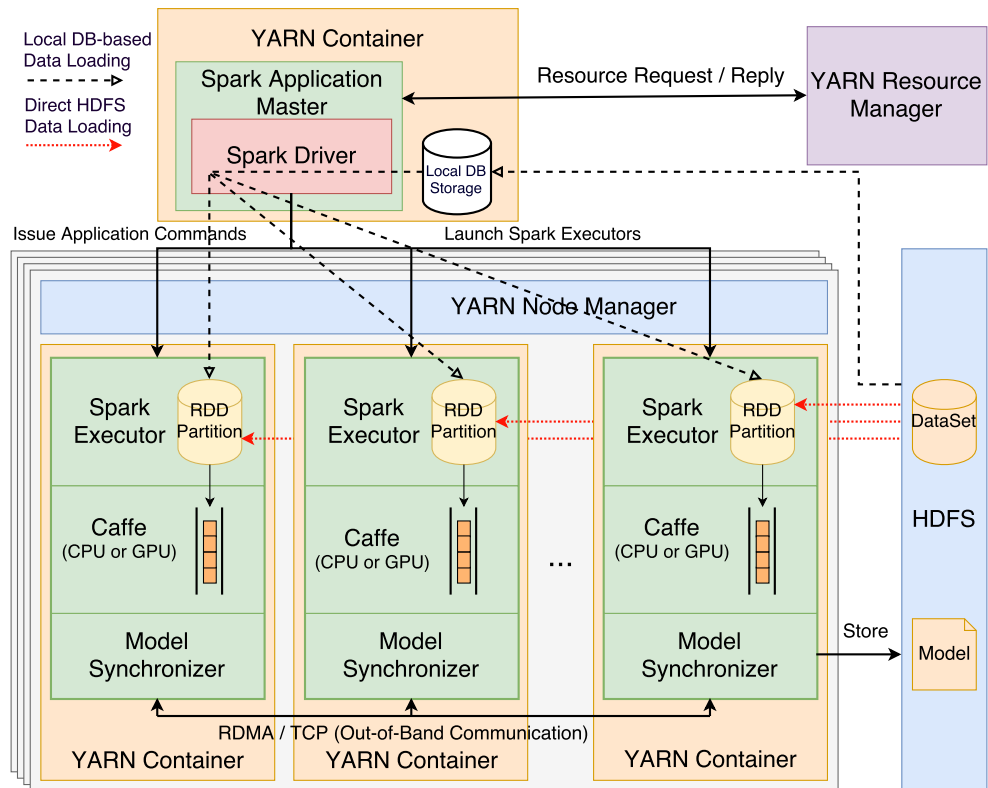 Local DB-based
Data Loading
Direct HDFS
Data Loading
YARN Container
Spark Application
Master
Spark Driver
Local DB
Storage
Resource Request / Reply
YARN Resource
Manager
Issue Application Commands
Launch Spark Executors
YARN Node Manager
Spark
Executor
RDD
Partition
Caffe
(CPU or GPU)
Model
Synchronizer
YARN Container
Spark
Executor
RDD
Partition
Caffe
(CPU or GPU)
Model
Synchronizer
YARN Container
...
Spark
Executor
RDD
Partition
Caffe
(CPU or GPU)
Model
Synchronizer
YARN Container
RDMA / TCP (Out-of-Band Communication)
DataSet
HDFS
Store
Model